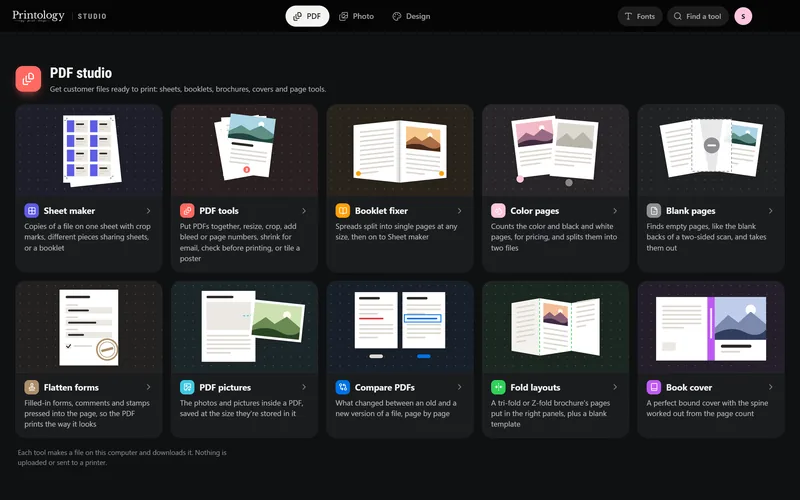 Printology
STUDIO
PDF
Photo
Design
Fonts
Find a tool
S
PDF studio
Get customer files ready to print: sheets, booklets, brochures, covers and page tools.
Sheet maker
Copies of a file on one sheet with crop
marks, different pieces sharing sheets,
or a booklet
PDF tools
Put PDFs together, resize, crop, add
bleed or page numbers, shrink for
email, check before printing, or tile a
poster
Booklet fixer
Spreads split into single pages at any
size, then on to Sheet maker
Color pages
Counts the color and black and white
pages, for pricing, and splits them into
two files
Blank pages
Finds empty pages, like the blank
backs of a two-sided scan, and takes
them out
Flatten forms
Filled-in forms, comments and stamps
pressed into the page, so the PDF
prints the way it looks
PDF pictures
The photos and pictures inside a PDF,
saved at the size they're stored in it
Compare PDFs
What changed between an old and a
new version of a file, page by page
Fold layouts
A tri-fold or Z-fold brochure's pages
put in the right panels, plus a blank
template
Book cover
A perfect bound cover with the spine
worked out from the page count
Each tool makes a file on this computer and downloads it. Nothing is
uploaded or sent to a printer.